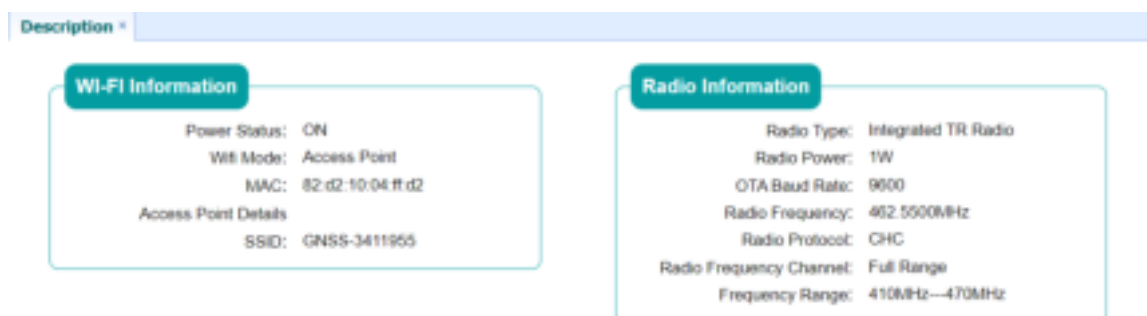 Description ×
WI-FI Information
Power Status: ON
Wifi Mode: Access Point
MAC: 82:d2:10:04:ff:d2
Access Point Details
SSID: GNSS-3411955
Radio Information
Radio Type: Integrated TR Radio
Radio Power: 1W
OTA Baud Rate: 9600
Radio Frequency: 462.5500MHz
Radio Protocol: CHC
Radio Frequency Channel: Full Range
Frequency Range: 410MHz---470MHz